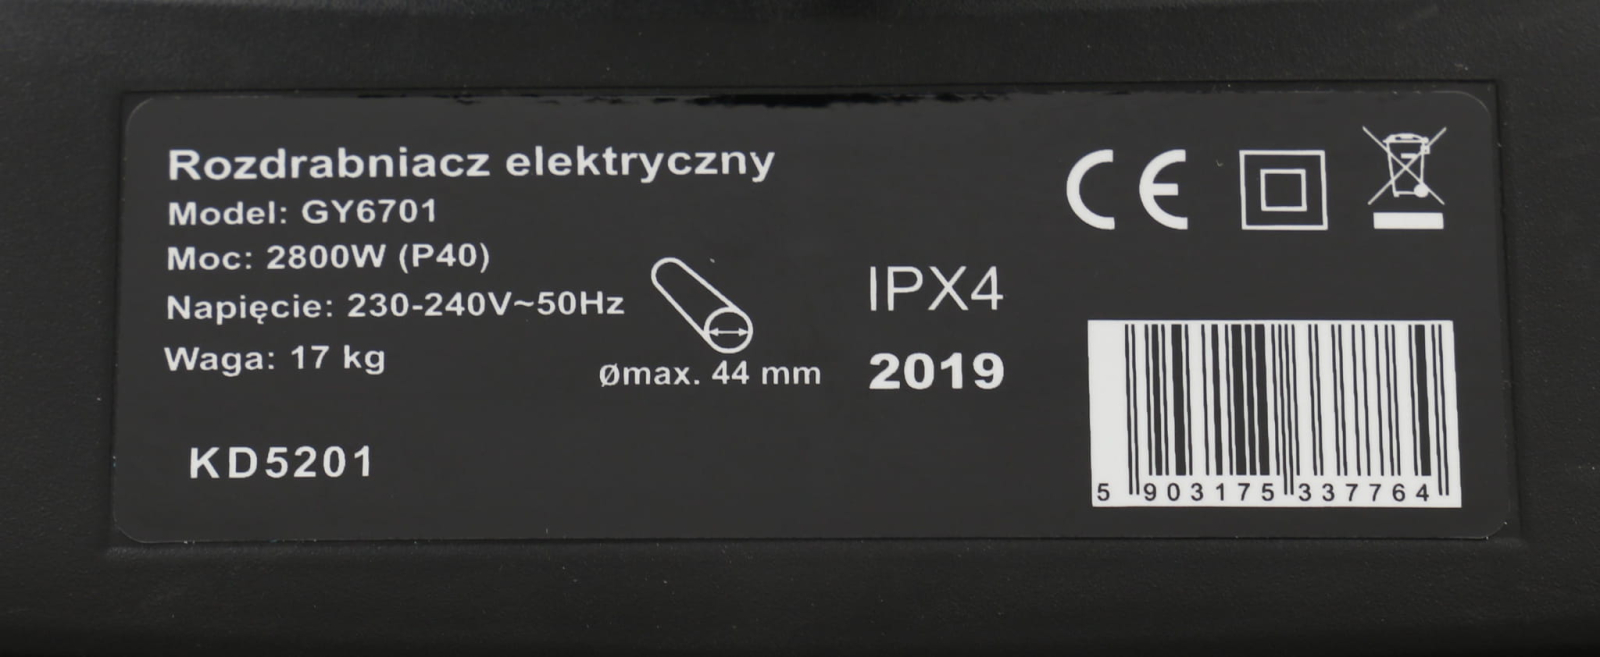 Rozdrabniacz elektryczny
Model: GY6701
Moc: 2800W (P40)
Napięcie: 230-240V~50Hz
Waga: 17 kg
KD5201
Ømax. 44 mm
CE
IPX4
2019
5 903175 337764